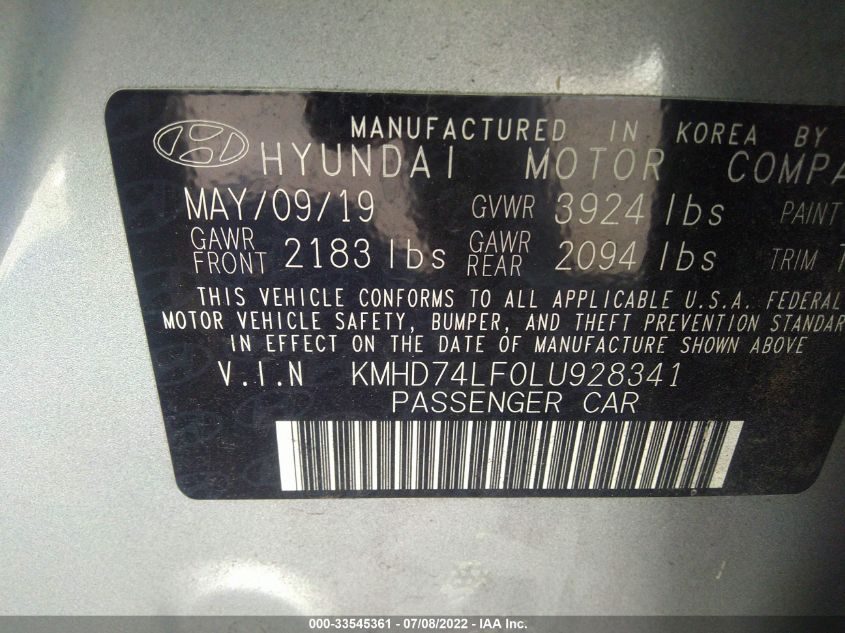 MANUFACTURED IN KOREA BY
HYUNDAI MOTOR
MAY/09/19 GVWR 3924 lbs PAINT
GAWR FRONT 2183 lbs GAWR REAR 2094 lbs TRIM
THIS VEHICLE CONFORMS TO ALL APPLICABLE U.S.A. FEDERAL
MOTOR VEHICLE SAFETY, BUMPER, AND THEFT PREVENTION
IN EFFECT ON THE DATE OF MANUFACTURE SHOWN ABOVE
V.I.N KMHD74LF0LU928341
PASSENGER CAR
000-33545361 - 07/08/2022 - IAA Inc.